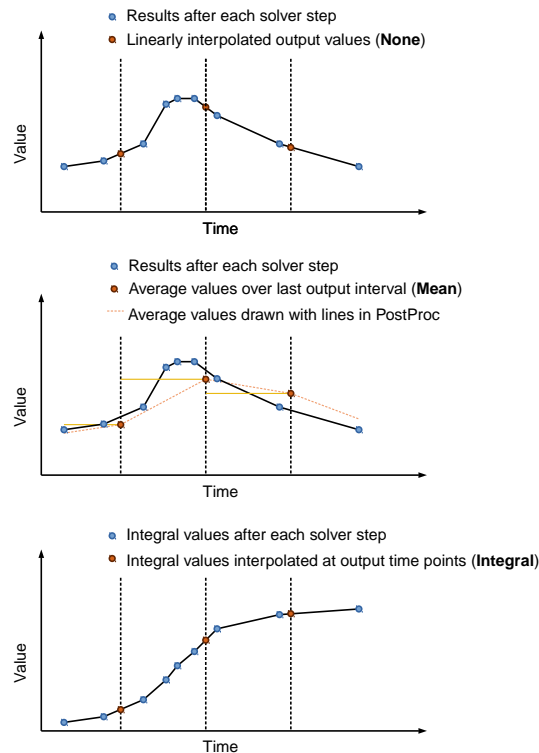 Results after each solver step
Linearly interpolated output values (None)
Value
Time
Results after each solver step
Average values over last output interval (Mean)
Average values drawn with lines in PostProc
Value
Time
Integral values after each solver step
Integral values interpolated at output time points (Integral)
Value
Time